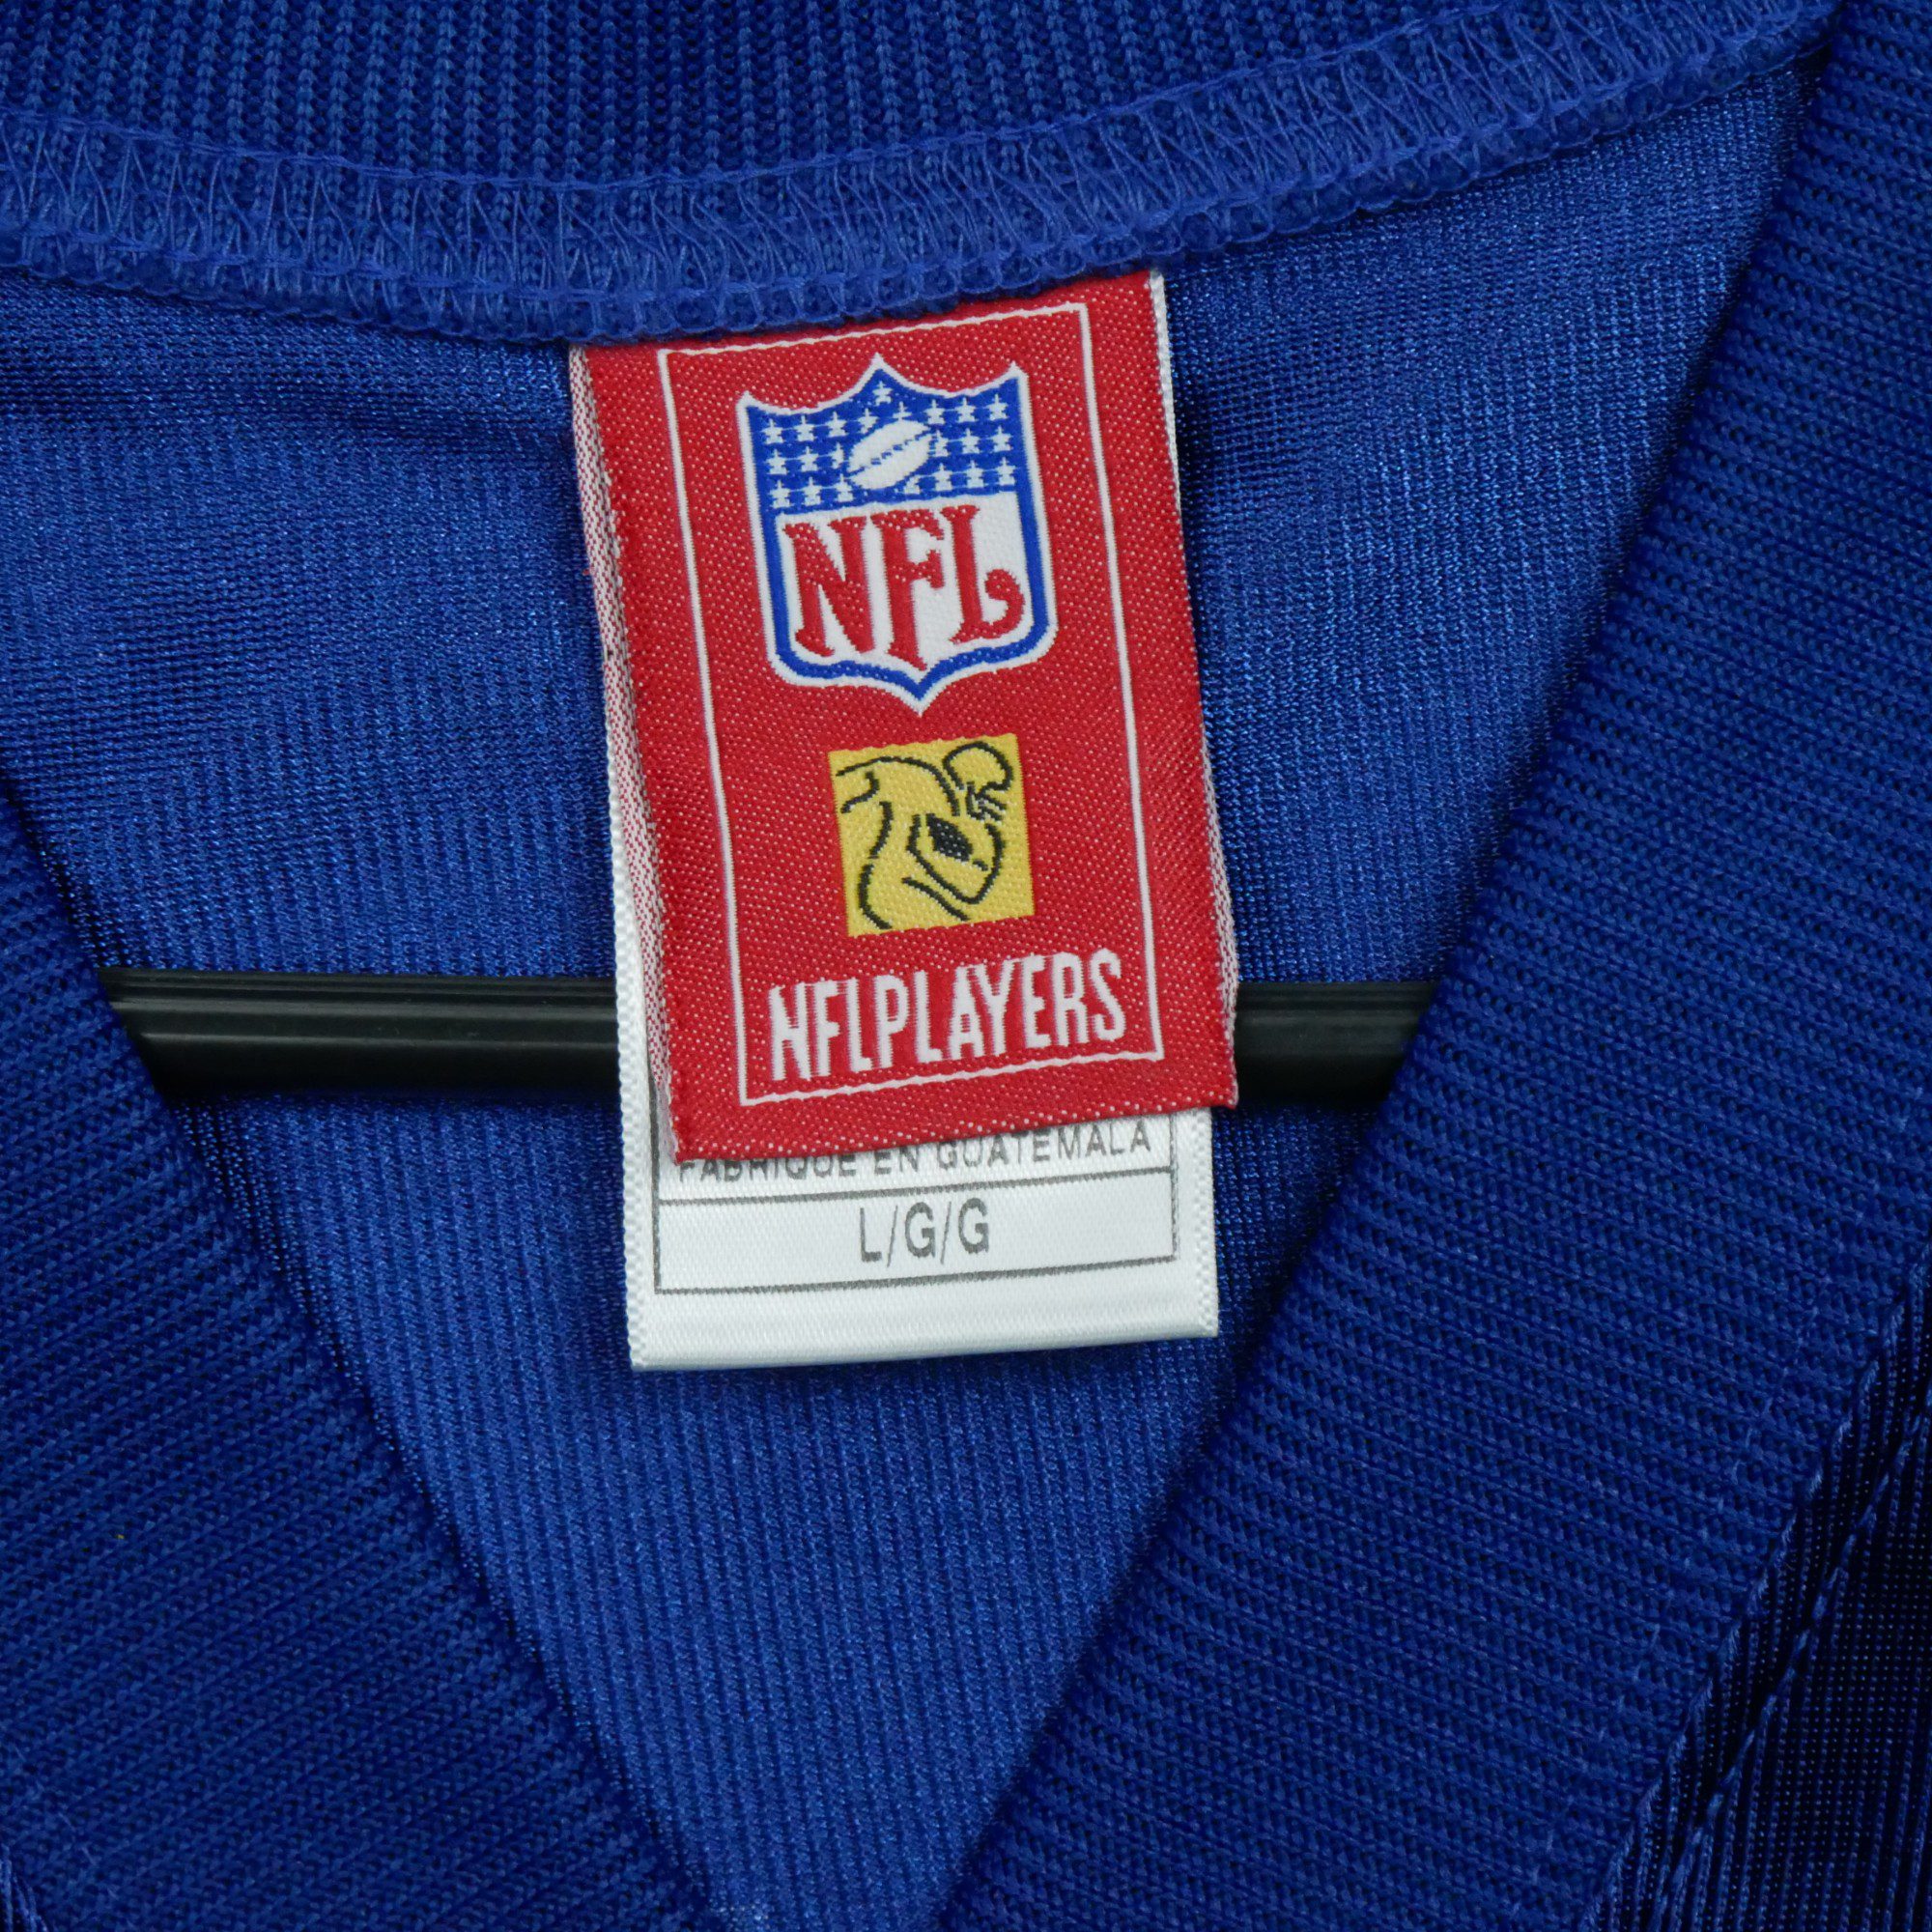 NFL
NFLPLAYERS
FABRIQUE EN GUATEMALA
L/G/G